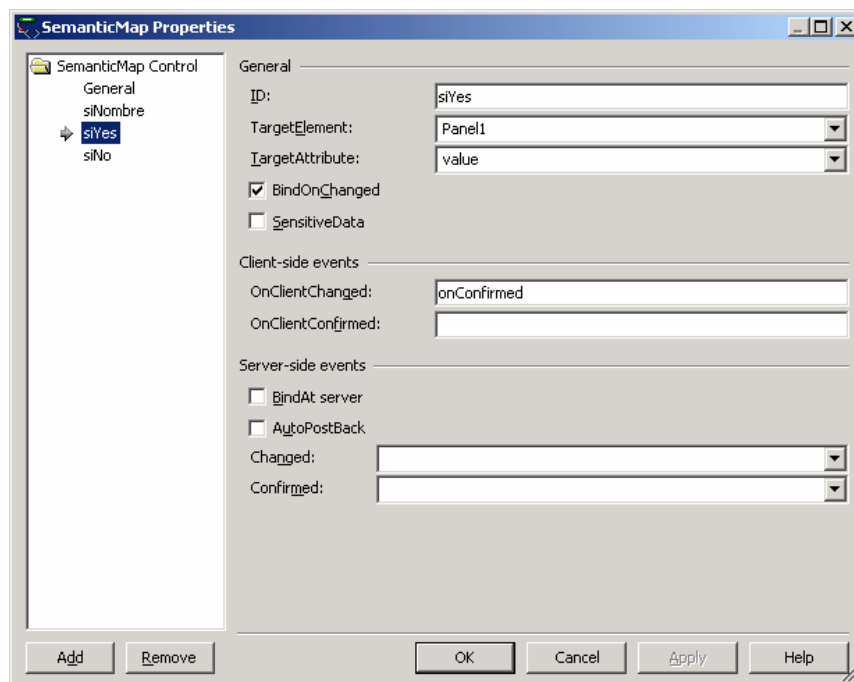 SemanticMap Properties
SemanticMap Control
General
siNombre
siYes
siNo
General
ID: siYes
TargetElement: Panel1
TargetAttribute: value
BindOnChanged
SensitiveData
Client-side events
OnClientChanged: onConfirmed
OnClientConfirmed:
Server-side events
BindAt server
AutoPostBack
Changed:
Confirmed:
Add Remove OK Cancel Apply Help